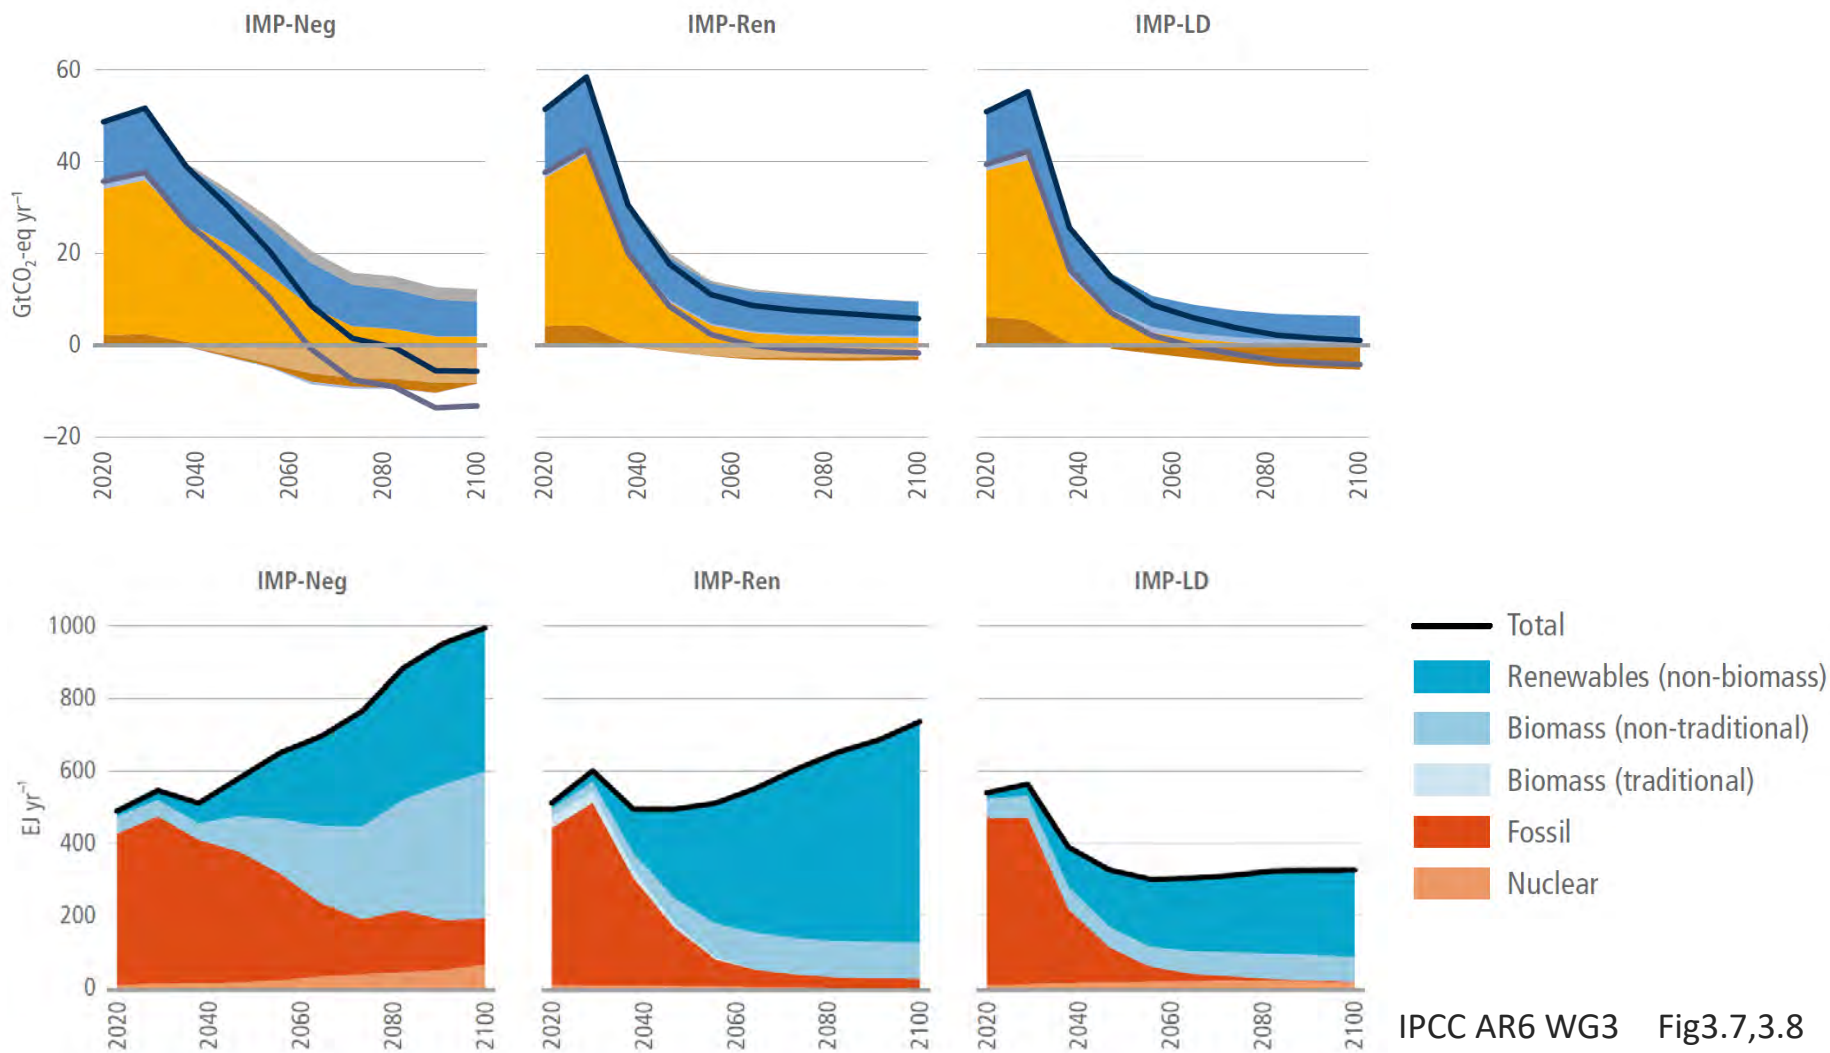 IMP-Neg IMP-Ren IMP-LD
60
40
20
0
–20
GtCO₂-eq yr⁻¹
2020 2040 2060 2080 2100 2020 2040 2060 2080 2100 2020 2040 2060 2080 2100
IMP-Neg IMP-Ren IMP-LD
1000
800
600
400
200
0
EJ yr⁻¹
2020 2040 2060 2080 2100 2020 2040 2060 2080 2100 2020 2040 2060 2080 2100
Total
Renewables (non-biomass)
Biomass (non-traditional)
Biomass (traditional)
Fossil
Nuclear
IPCC AR6 WG3 Fig3.7,3.8